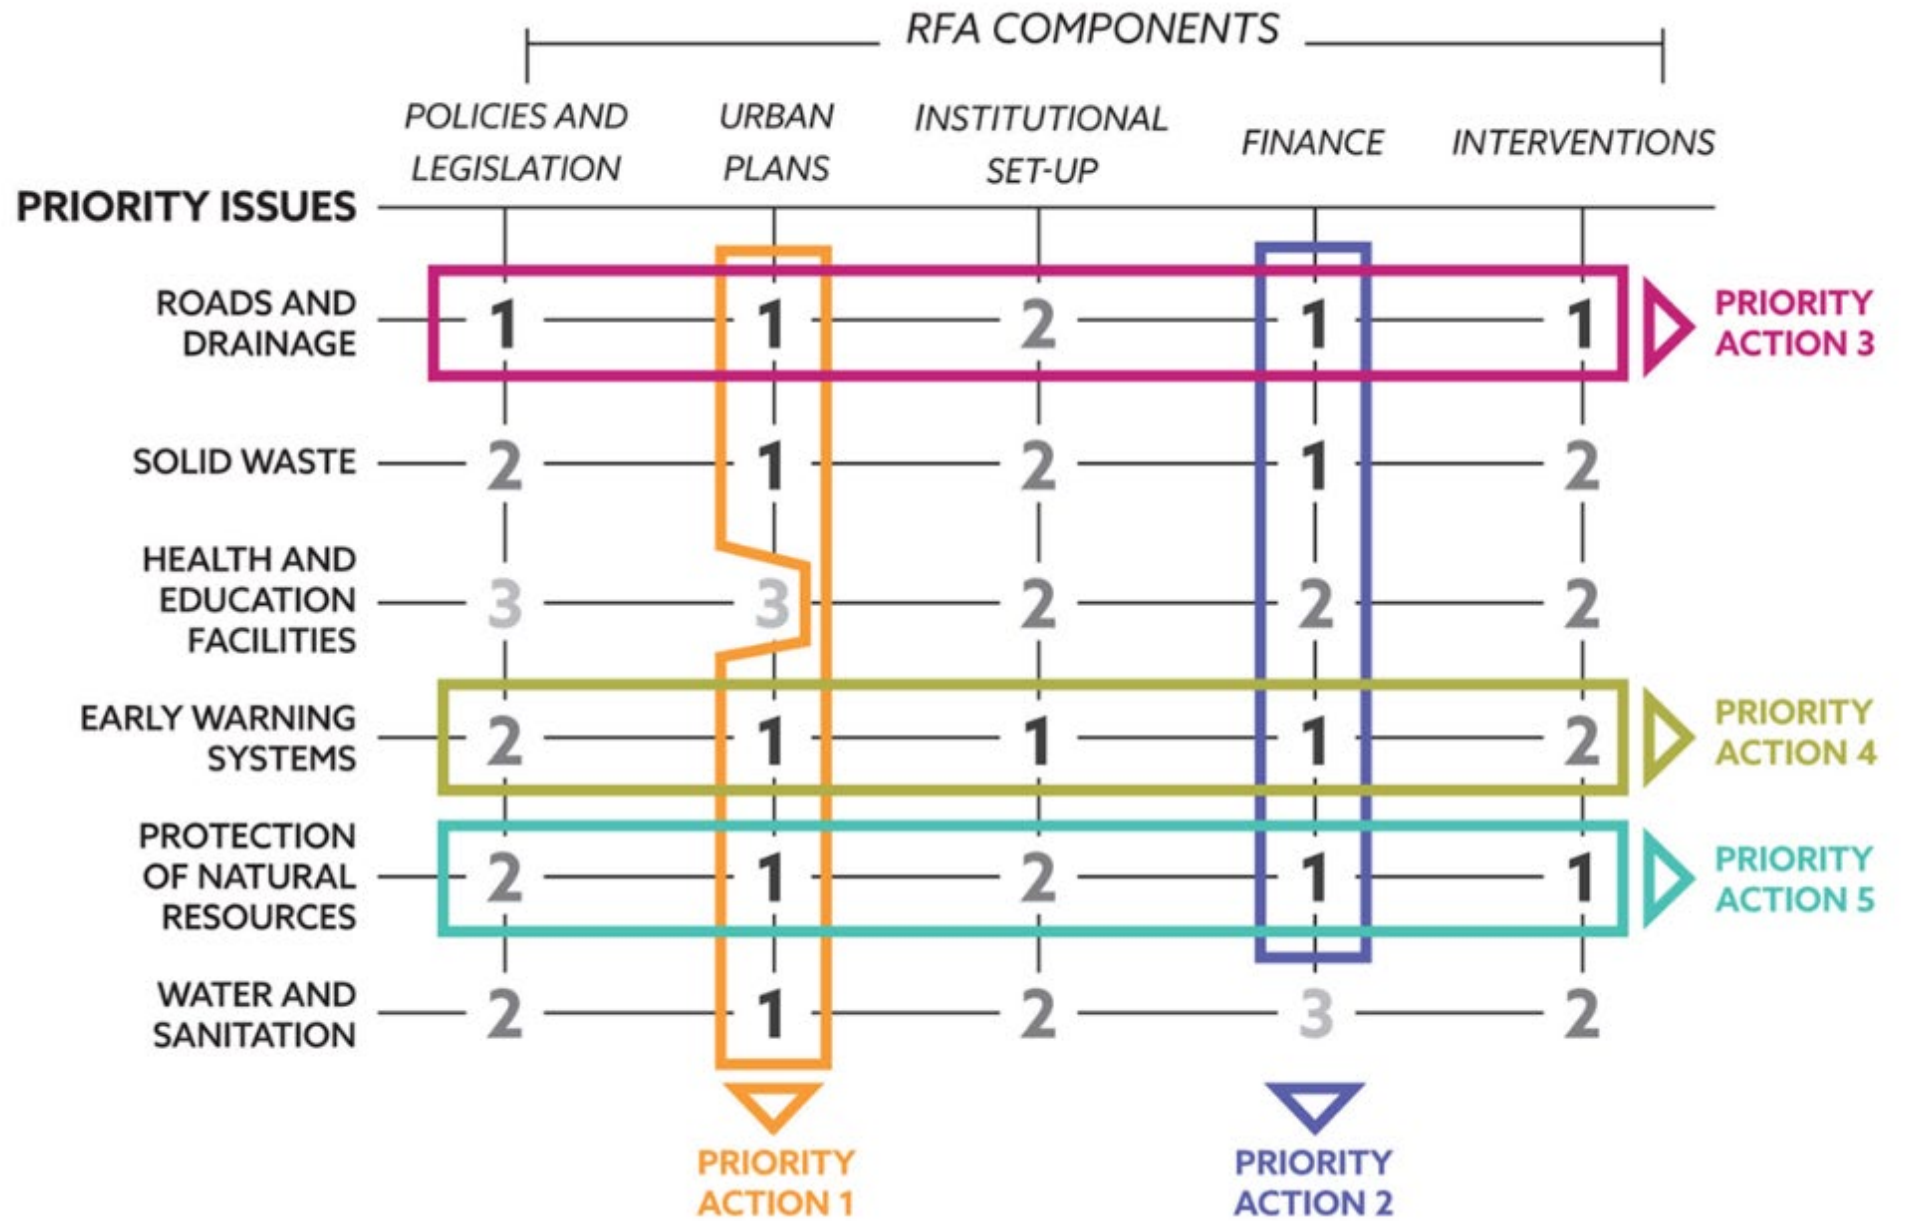 RFA COMPONENTS
POLICIES AND
LEGISLATION
URBAN
PLANS
INSTITUTIONAL
SET-UP
FINANCE
INTERVENTIONS
PRIORITY ISSUES
ROADS AND
DRAINAGE
1 1 2 1 1
PRIORITY
ACTION 3
SOLID WASTE
2 1 2 1 2
HEALTH AND
EDUCATION
FACILITIES
3 3 2 2 2
EARLY WARNING
SYSTEMS
2 1 1 1 2
PRIORITY
ACTION 4
PROTECTION
OF NATURAL
RESOURCES
2 1 2 1 1
PRIORITY
ACTION 5
WATER AND
SANITATION
2 1 2 3 2
PRIORITY
ACTION 1
PRIORITY
ACTION 2